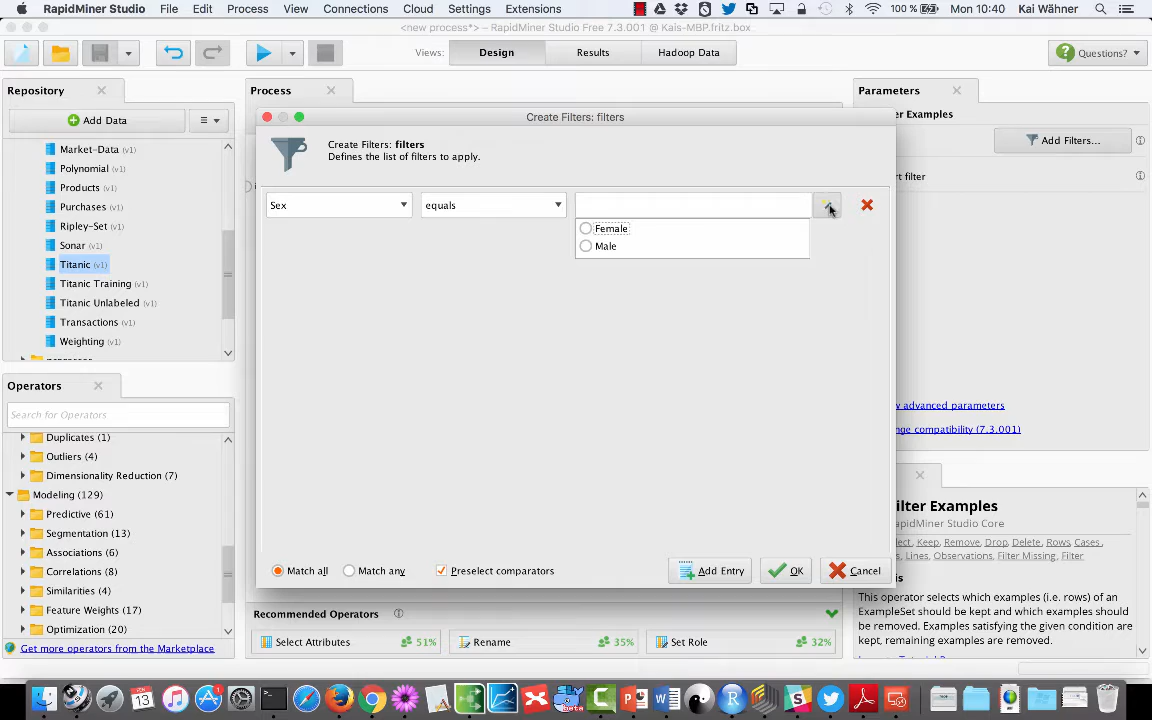 RapidMiner Studio File Edit Process View Connections Cloud Settings Extensions 100 % Mon 10:40 Kai Wähner
<new process*> – RapidMiner Studio Free 7.3.001 @ Kais-MBP.fritz.box
Views: Design Results Hadoop Data Questions?
Repository Process Parameters
Add Data
Market-Data (v1)
Polynomial (v1)
Products (v1)
Purchases (v1)
Ripley-Set (v1)
Sonar (v1)
Titanic (v1)
Titanic Training (v1)
Titanic Unlabeled (v1)
Transactions (v1)
Weighting (v1)
Operators
Search for Operators
Duplicates (1)
Outliers (4)
Dimensionality Reduction (7)
Modeling (129)
Predictive (61)
Segmentation (13)
Associations (6)
Correlations (8)
Similarities (4)
Feature Weights (17)
Optimization (20)
Get more operators from the Marketplace
Create Filters: filters
Create Filters: filters
Defines the list of filters to apply.
Sex equals
Female
Male
Match all Match any Preselect comparators Add Entry OK Cancel
Recommended Operators
Select Attributes 51% Rename 35% Set Role 32%
er Examples
Add Filters...
rt filter
v advanced parameters
nge compatibility (7.3.001)
ilter Examples
apidMiner Studio Core
lect, Keep, Remove, Drop, Delete, Rows, Cases,
s, Lines, Observations, Filter Missing, Filter
is
This operator selects which examples (i.e. rows) of an
ExampleSet should be kept and which examples should
be removed. Examples satisfying the given condition are
kept, remaining examples are removed.